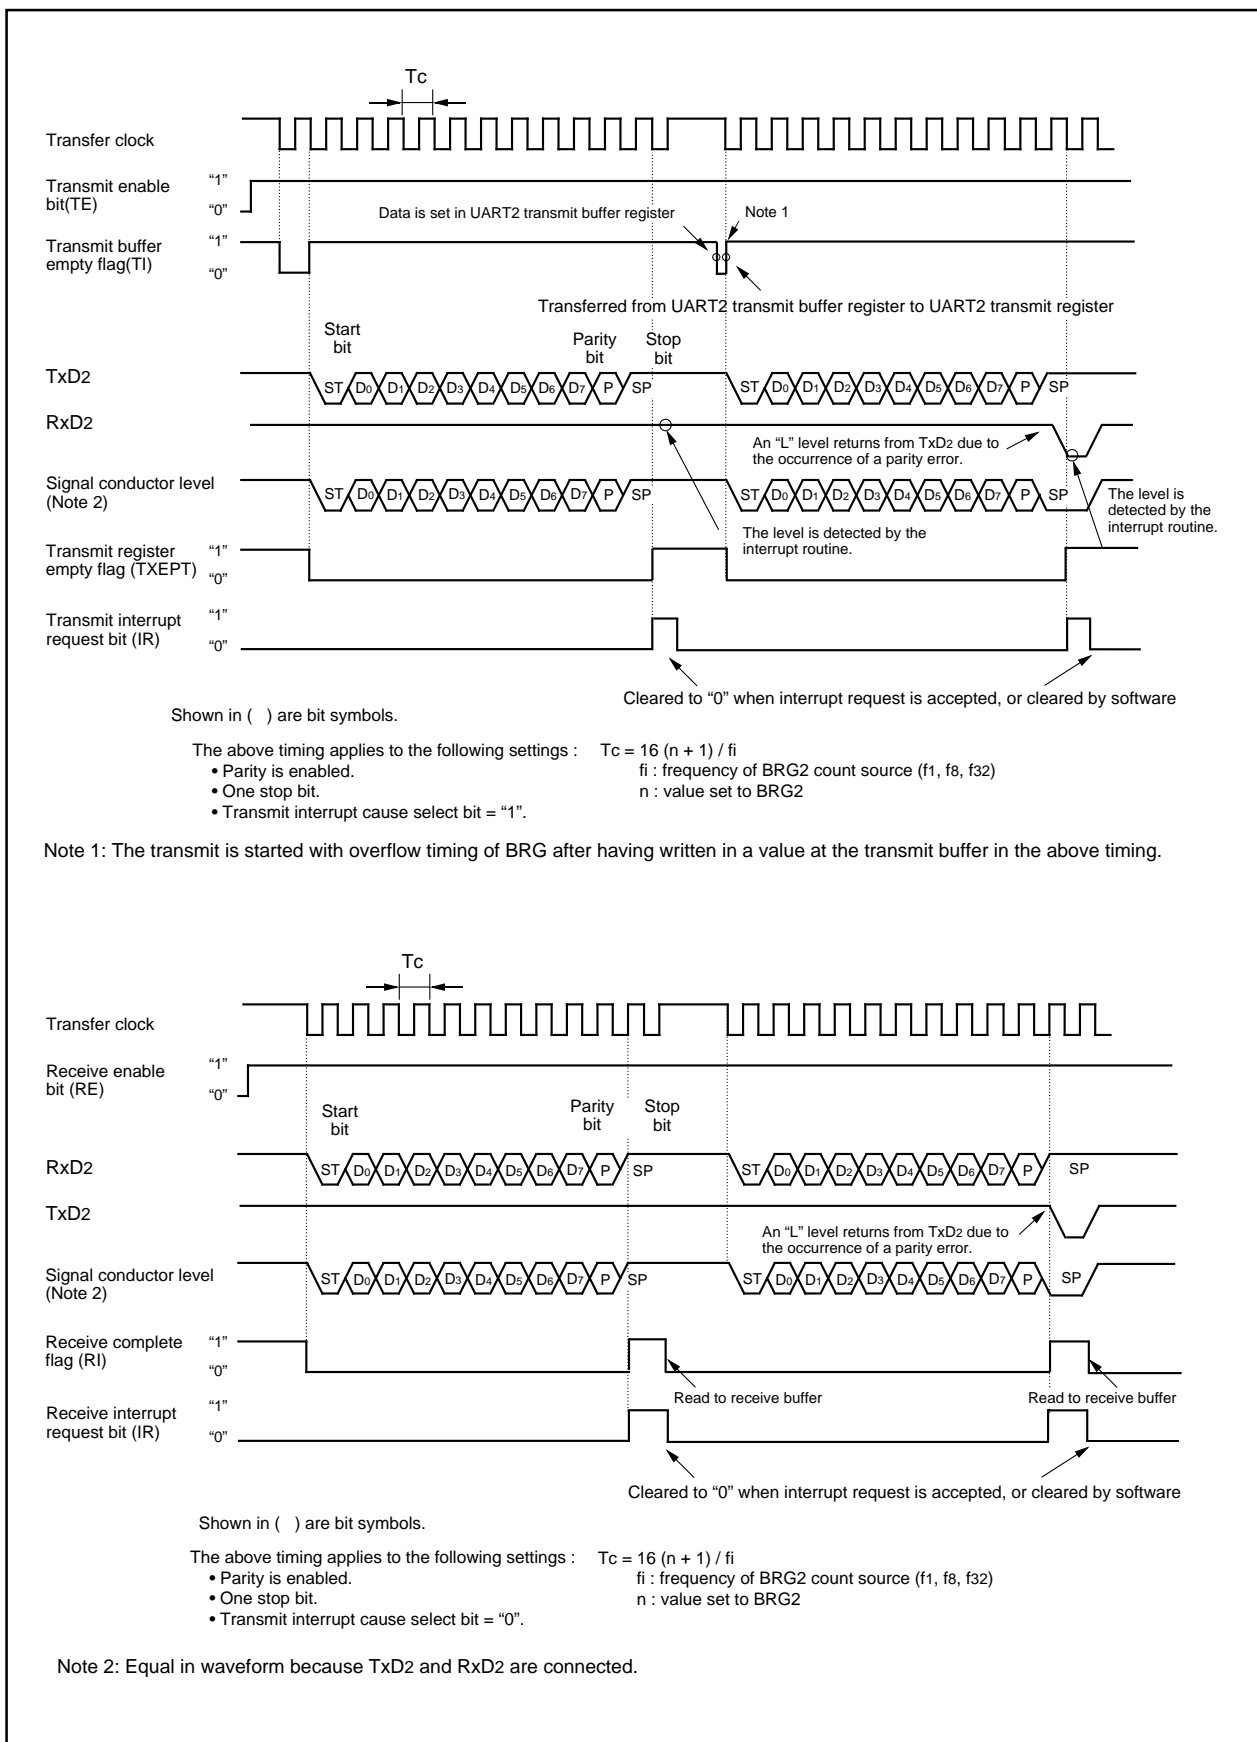 Tc
Transfer clock
Transmit enable
bit(TE)
“1”
“0”
Data is set in UART2 transmit buffer register
Note 1
Transmit buffer
empty flag(TI)
“1”
“0”
Transferred from UART2 transmit buffer register to UART2 transmit register
Start
bit
Parity
bit
Stop
bit
TxD2
ST D0 D1 D2 D3 D4 D5 D6 D7 P SP
ST D0 D1 D2 D3 D4 D5 D6 D7 P SP
RxD2
An “L” level returns from TxD2 due to
the occurrence of a parity error.
Signal conductor level
(Note 2)
ST D0 D1 D2 D3 D4 D5 D6 D7 P SP
ST D0 D1 D2 D3 D4 D5 D6 D7 P SP
The level is
detected by the
interrupt routine.
The level is detected by the
interrupt routine.
Transmit register
empty flag (TXEPT)
“1”
“0”
Transmit interrupt
request bit (IR)
“1”
“0”
Cleared to “0” when interrupt request is accepted, or cleared by software
Shown in ( ) are bit symbols.
The above timing applies to the following settings :
• Parity is enabled.
• One stop bit.
• Transmit interrupt cause select bit = “1”.
Tc = 16 (n + 1) / fi
fi : frequency of BRG2 count source (f1, f8, f32)
n : value set to BRG2
Note 1: The transmit is started with overflow timing of BRG after having written in a value at the transmit buffer in the above timing.
Tc
Transfer clock
Receive enable
bit (RE)
“1”
“0”
Start
bit
Parity
bit
Stop
bit
RxD2
ST D0 D1 D2 D3 D4 D5 D6 D7 P SP
ST D0 D1 D2 D3 D4 D5 D6 D7 P SP
TxD2
An “L” level returns from TxD2 due to
the occurrence of a parity error.
Signal conductor level
(Note 2)
ST D0 D1 D2 D3 D4 D5 D6 D7 P SP
ST D0 D1 D2 D3 D4 D5 D6 D7 P SP
Receive complete
flag (RI)
“1”
“0”
Read to receive buffer
Read to receive buffer
Receive interrupt
request bit (IR)
“1”
“0”
Cleared to “0” when interrupt request is accepted, or cleared by software
Shown in ( ) are bit symbols.
The above timing applies to the following settings :
• Parity is enabled.
• One stop bit.
• Transmit interrupt cause select bit = “0”.
Tc = 16 (n + 1) / fi
fi : frequency of BRG2 count source (f1, f8, f32)
n : value set to BRG2
Note 2: Equal in waveform because TxD2 and RxD2 are connected.